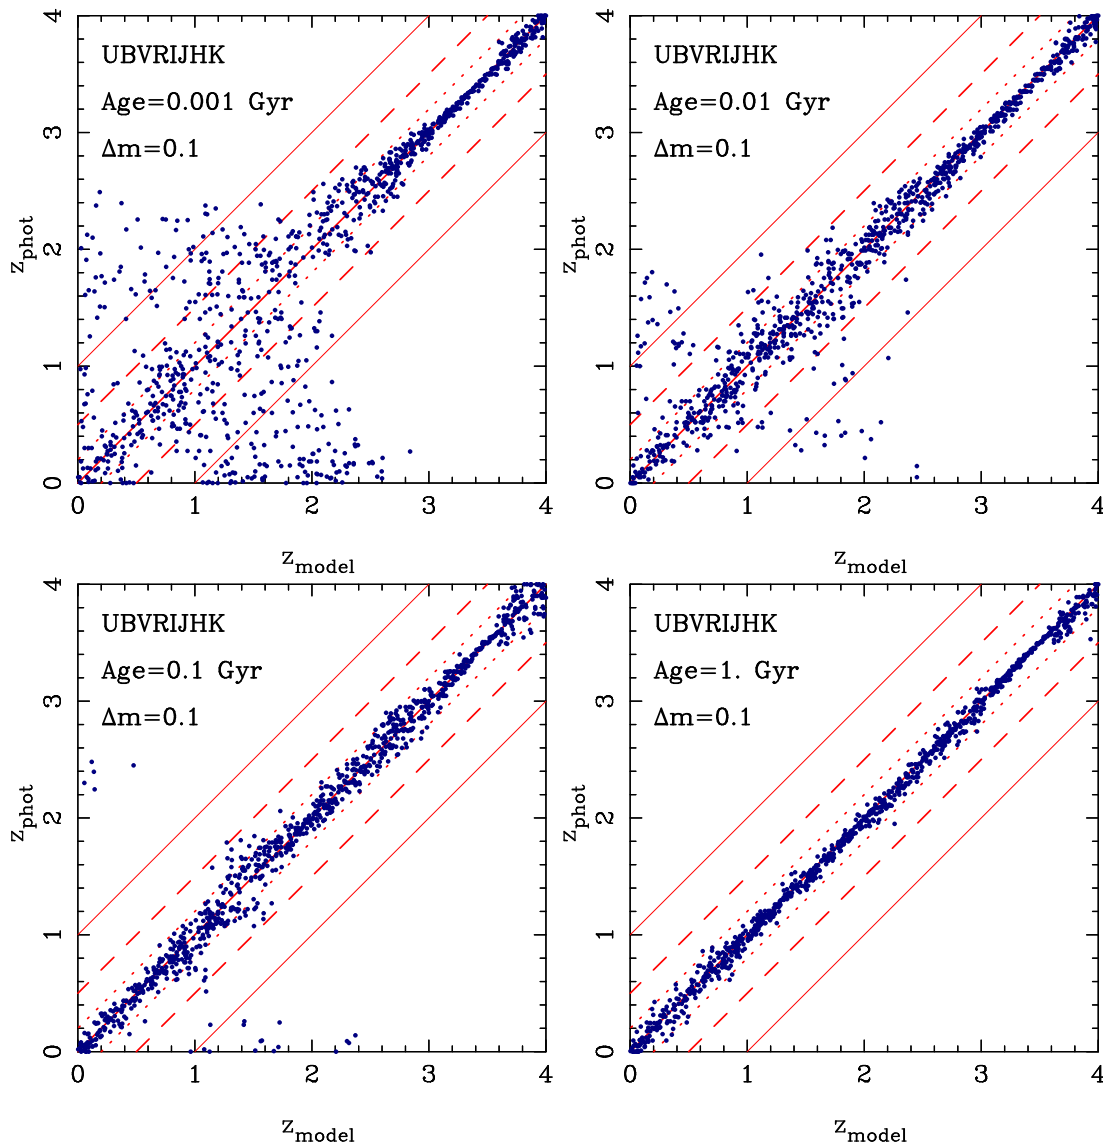 UBVRIJHK
Age=0.001 Gyr
Δm=0.1
4
3
2
1
0
z_phot
0 1 2 3 4
z_model
UBVRIJHK
Age=0.01 Gyr
Δm=0.1
4
3
2
1
0
z_phot
0 1 2 3 4
z_model
UBVRIJHK
Age=0.1 Gyr
Δm=0.1
4
3
2
1
0
z_phot
0 1 2 3 4
z_model
UBVRIJHK
Age=1. Gyr
Δm=0.1
4
3
2
1
0
z_phot
0 1 2 3 4
z_model